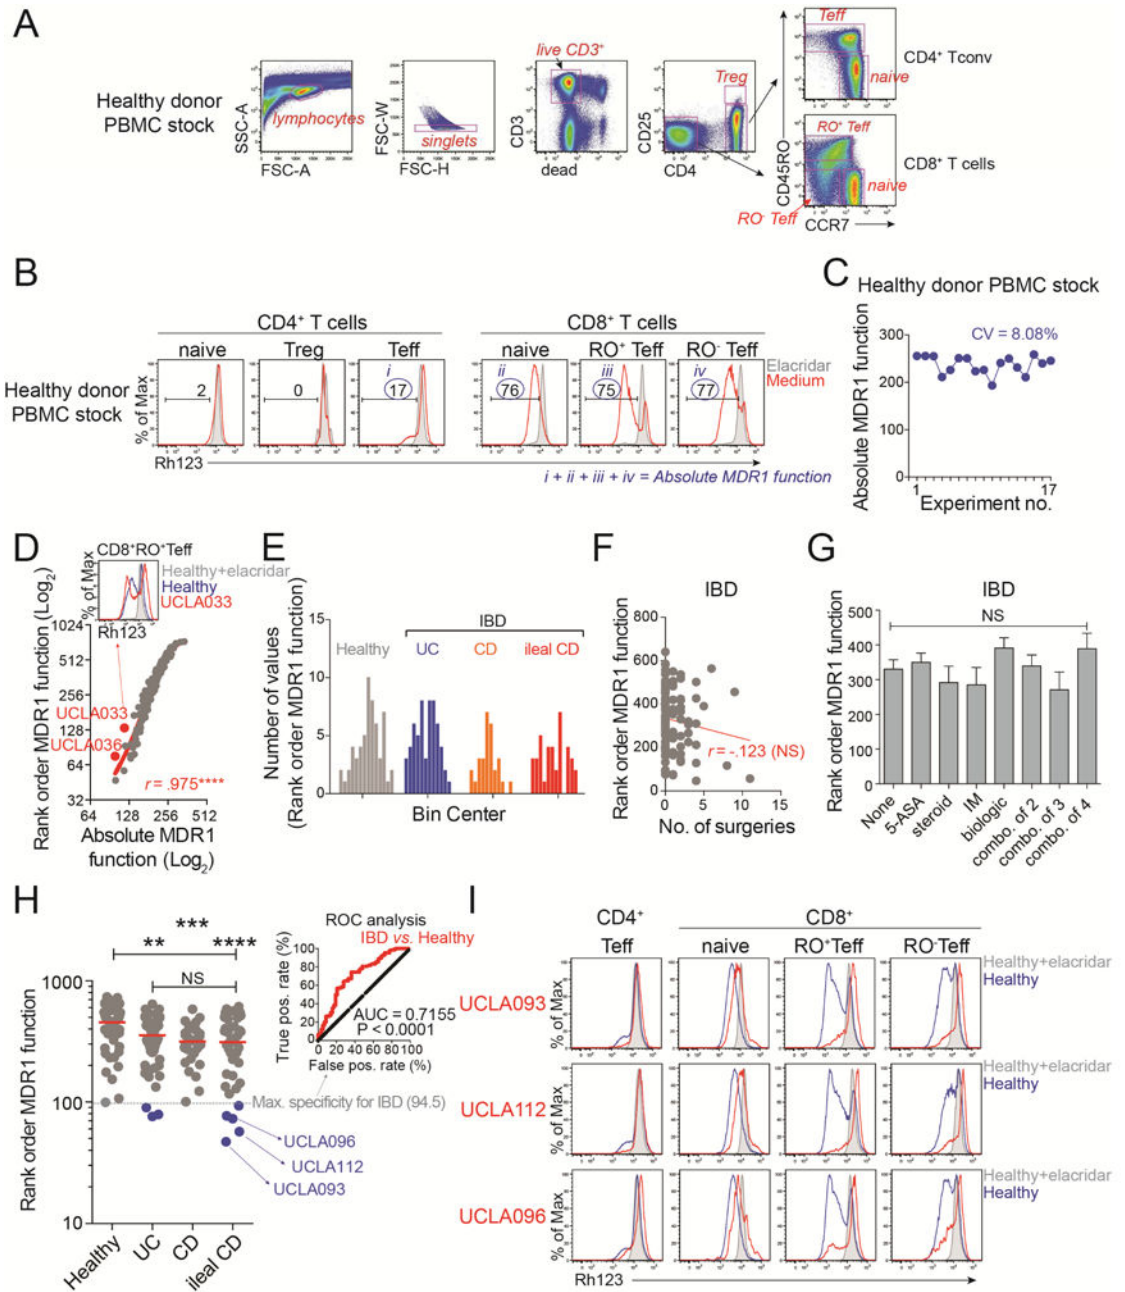 A
Healthy donor
PBMC stock
SSC-A
lymphocytes
FSC-A
FSC-W
singlets
FSC-H
live CD3⁺
CD3
dead
CD25
Treg
CD4
CD45RO
Teff
naive
CD4⁺ Tconv
RO⁺ Teff
naive
CD8⁺ T cells
RO⁻ Teff
CCR7
B
CD4⁺ T cells
CD8⁺ T cells
naive
Treg
Teff
naive
RO⁺ Teff
RO⁻ Teff
Healthy donor
PBMC stock
% of Max
2
0
i
17
ii
76
iii
75
iv
77
Elacridar
Medium
Rh123
i + ii + iii + iv = Absolute MDR1 function
C
Healthy donor PBMC stock
CV = 8.08%
Absolute MDR1 function
300
200
100
0
1
17
Experiment no.
D
CD8⁺RO⁺Teff
% of Max
Healthy+elacridar
Healthy
UCLA033
Rh123
Rank order MDR1 function (Log₂)
1024
512
256
128
64
32
UCLA033
UCLA036
r = .975****
64 128 256 512
Absolute MDR1
function (Log₂)
E
IBD
Healthy
UC
CD
ileal CD
Number of values
(Rank order MDR1 function)
15
10
5
0
Bin Center
F
IBD
Rank order MDR1 function
800
600
400
200
0
r = -.123 (NS)
0 5 10 15
No. of surgeries
G
IBD
NS
Rank order MDR1 function
500
400
300
200
100
0
None
5-ASA
steroid
IM
biologic
combo. of 2
combo. of 3
combo. of 4
H
***
** ****
NS
Rank order MDR1 function
1000
100
10
Healthy
UC
CD
ileal CD
ROC analysis
IBD vs. Healthy
True pos. rate (%)
100
80
60
40
20
0
AUC = 0.7155
P < 0.0001
0 20 40 60 80 100
False pos. rate (%)
Max. specificity for IBD (94.5)
UCLA096
UCLA112
UCLA093
I
CD4⁺
CD8⁺
Teff
naive
RO⁺Teff
RO⁻Teff
UCLA093
% of Max
Healthy+elacridar
Healthy
UCLA112
% of Max
Healthy+elacridar
Healthy
UCLA096
% of Max
Healthy+elacridar
Healthy
Rh123